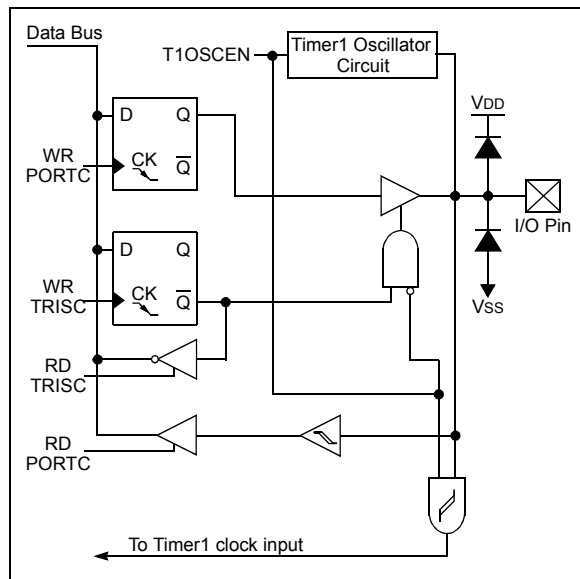 Data Bus
T1OSCEN
Timer1 Oscillator
Circuit
VDD
D
Q
WR
PORTC
CK
Q
I/O Pin
D
Q
WR
TRISC
CK
Q
VSS
RD
TRISC
RD
PORTC
To Timer1 clock input